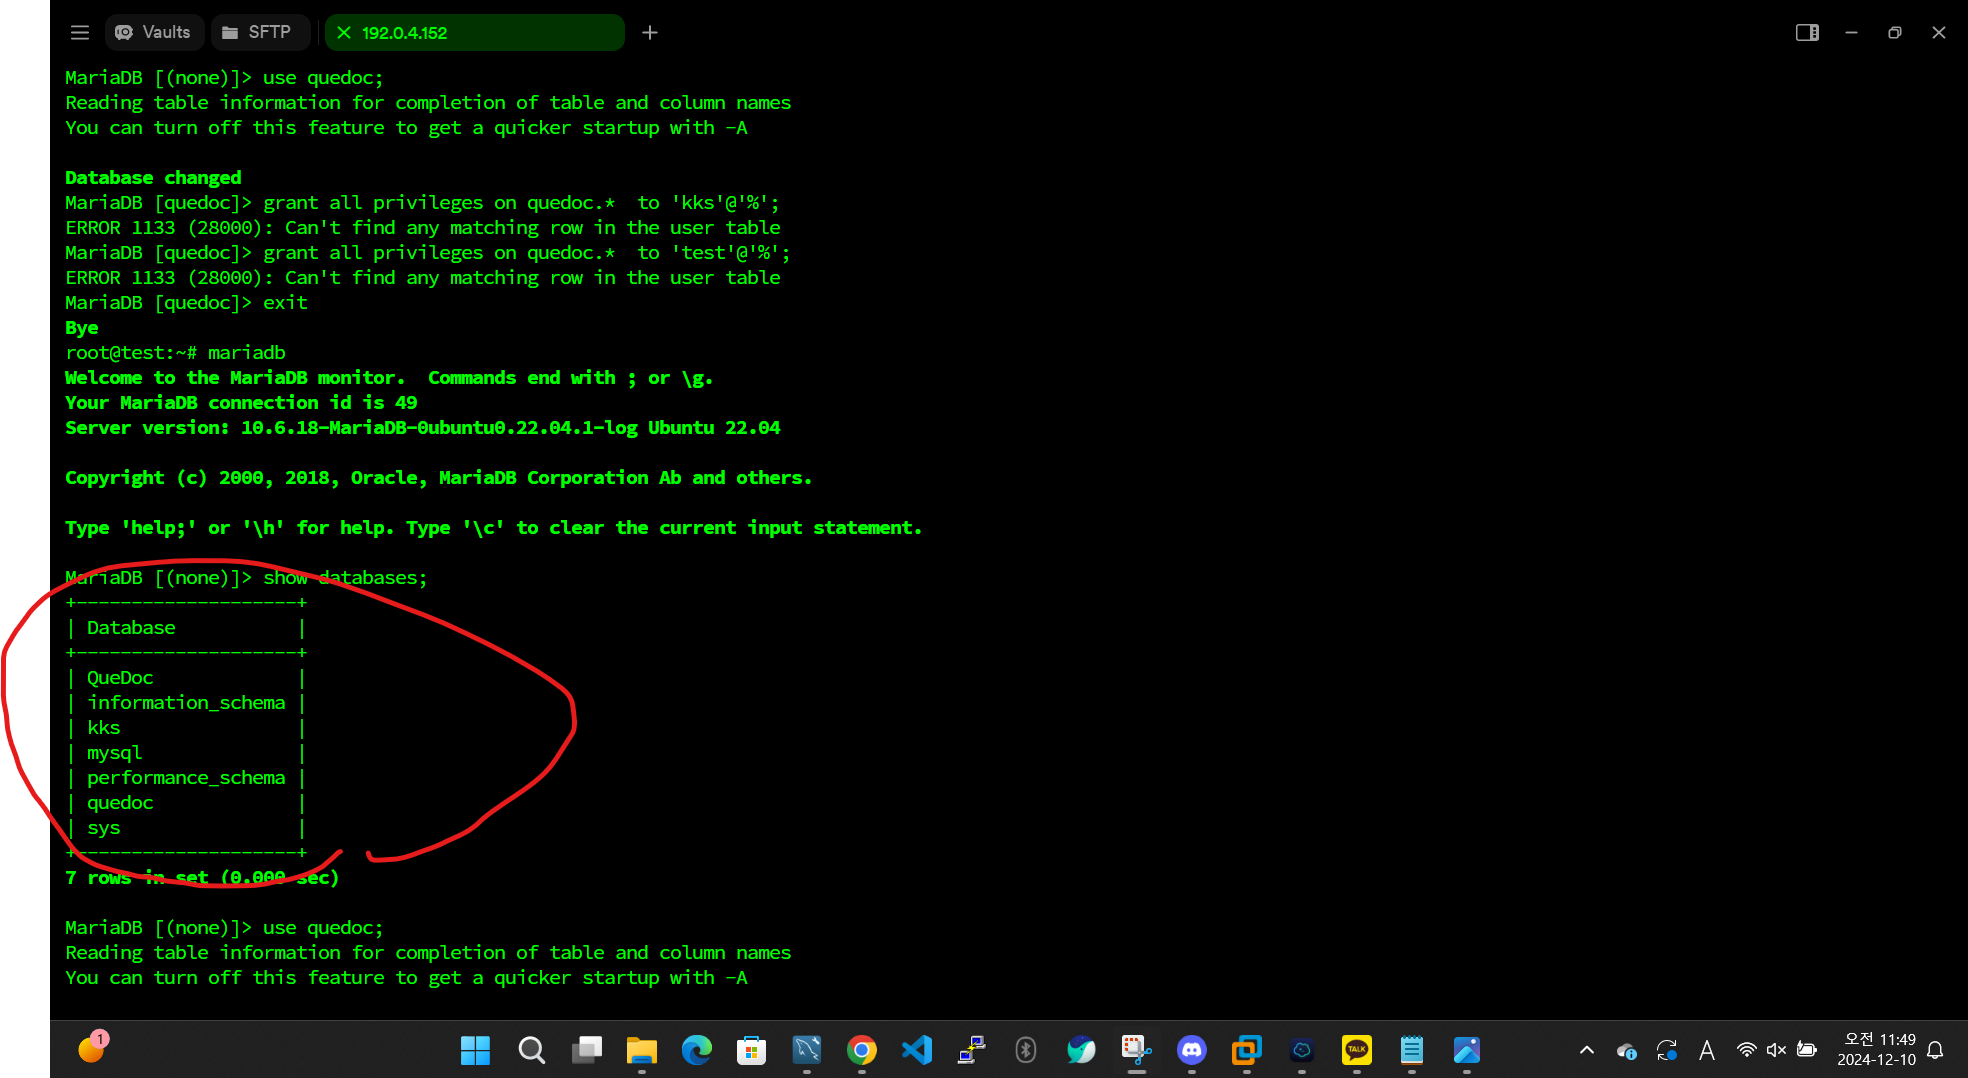 Vaults SFTP 192.0.4.152
MariaDB [(none)]> use quedoc;
Reading table information for completion of table and column names
You can turn off this feature to get a quicker startup with -A
Database changed
MariaDB [quedoc]> grant all privileges on quedoc.*  to 'kks'@'%';
ERROR 1133 (28000): Can't find any matching row in the user table
MariaDB [quedoc]> grant all privileges on quedoc.*  to 'test'@'%';
ERROR 1133 (28000): Can't find any matching row in the user table
MariaDB [quedoc]> exit
Bye
root@test:~# mariadb
Welcome to the MariaDB monitor.  Commands end with ; or \g.
Your MariaDB connection id is 49
Server version: 10.6.18-MariaDB-0ubuntu0.22.04.1-log Ubuntu 22.04
Copyright (c) 2000, 2018, Oracle, MariaDB Corporation Ab and others.
Type 'help;' or '\h' for help. Type '\c' to clear the current input statement.
MariaDB [(none)]> show databases;
+--------------------+
| Database           |
+--------------------+
| QueDoc             |
| information_schema |
| kks                |
| mysql              |
| performance_schema |
| quedoc             |
| sys                |
+--------------------+
7 rows in set (0.000 sec)
MariaDB [(none)]> use quedoc;
Reading table information for completion of table and column names
You can turn off this feature to get a quicker startup with -A
1
TALK
A
오전 11:49
2024-12-10